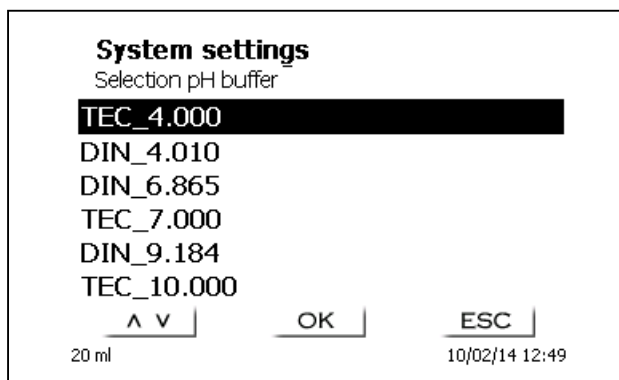 System settings
Selection pH buffer
TEC_4.000
DIN_4.010
DIN_6.865
TEC_7.000
DIN_9.184
TEC_10.000
∧ ∨ OK ESC
20 ml 10/02/14 12:49